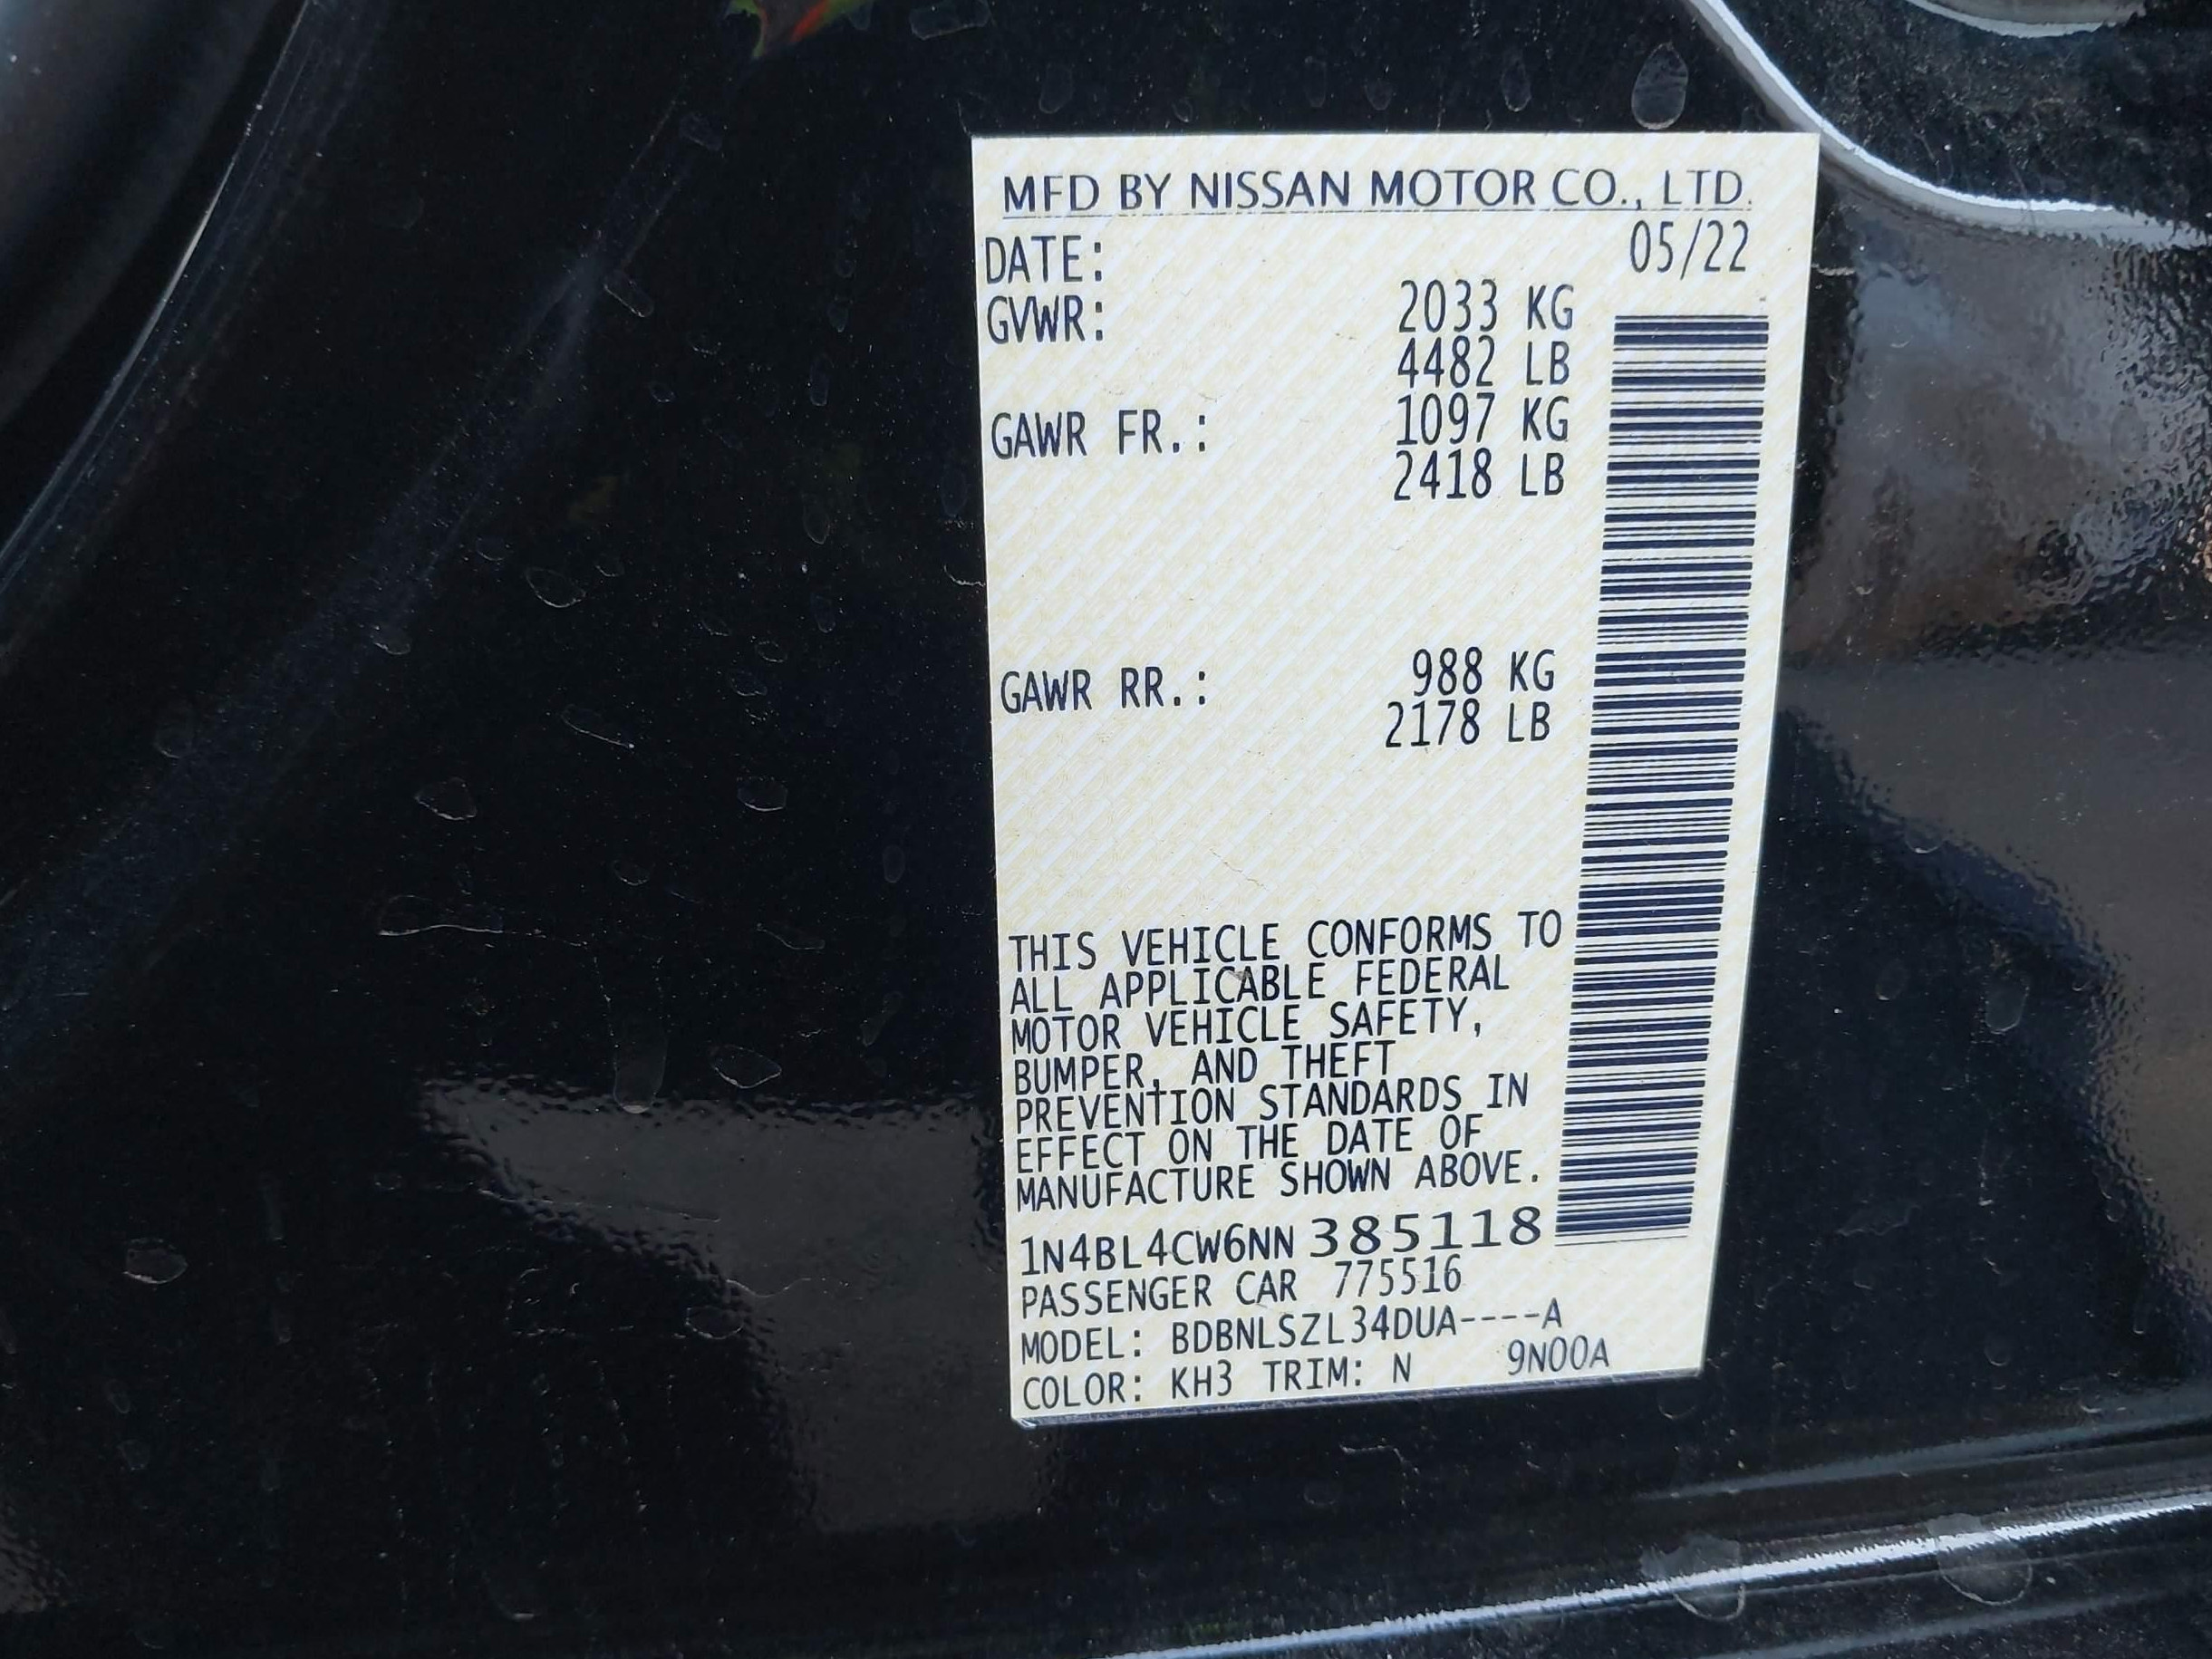 MFD BY NISSAN MOTOR CO., LTD.
DATE: 05/22
GVWR: 2033 KG
4482 LB
GAWR FR.: 1097 KG
2418 LB
GAWR RR.: 988 KG
2178 LB
THIS VEHICLE CONFORMS TO
ALL APPLICABLE FEDERAL
MOTOR VEHICLE SAFETY,
BUMPER, AND THEFT
PREVENTION STANDARDS IN
EFFECT ON THE DATE OF
MANUFACTURE SHOWN ABOVE.
1N4BL4CW6NN385118
PASSENGER CAR 775516
MODEL: BDBNLSZL34DUA----A
COLOR: KH3 TRIM: N 9N00A